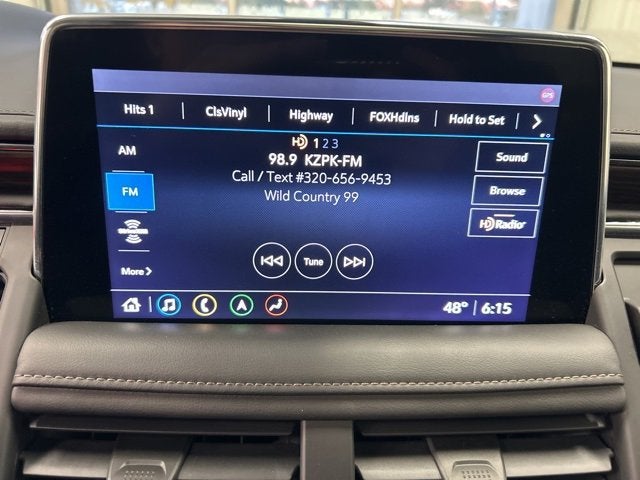 GPS
Hits 1 ClsVinyl Highway FOXHdlns Hold to Set
AM
HD 1 2 3
98.9 KZPK-FM
Sound
Call / Text #320-656-9453
FM
Browse
Wild Country 99
HD Radio
More
Tune
48° 6:15